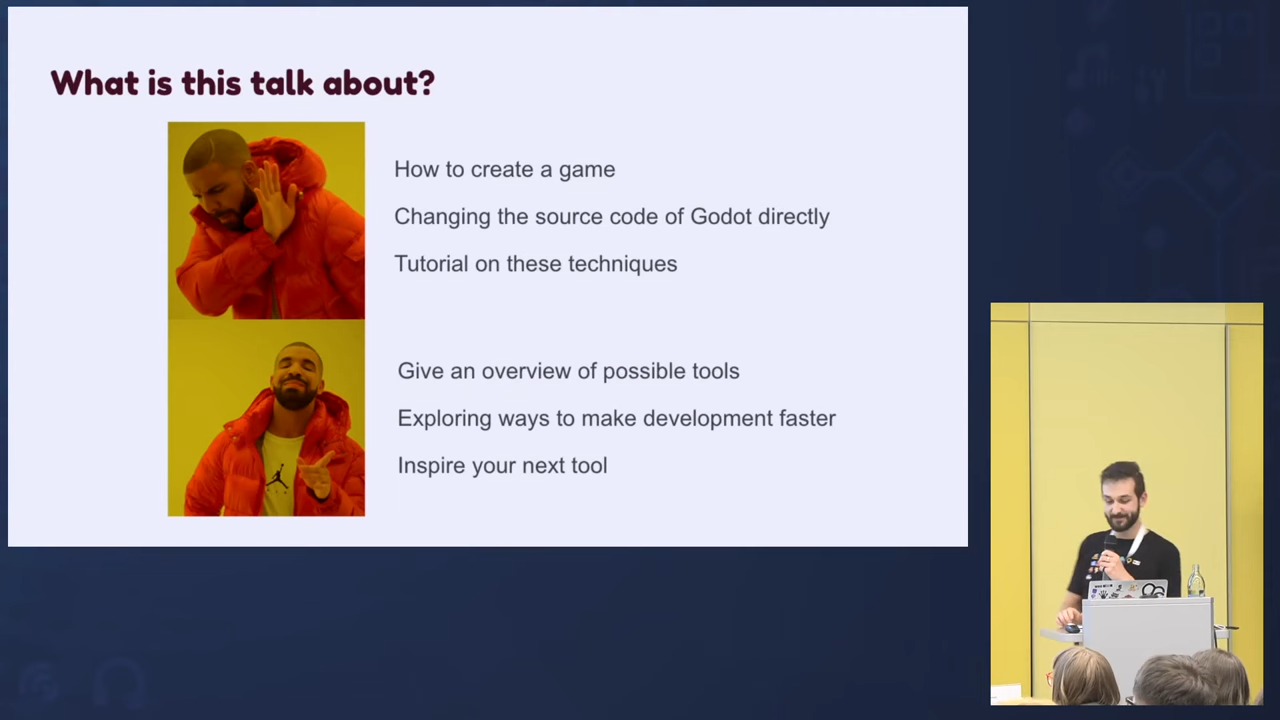 What is this talk about?
How to create a game
Changing the source code of Godot directly
Tutorial on these techniques
Give an overview of possible tools
Exploring ways to make development faster
Inspire your next tool